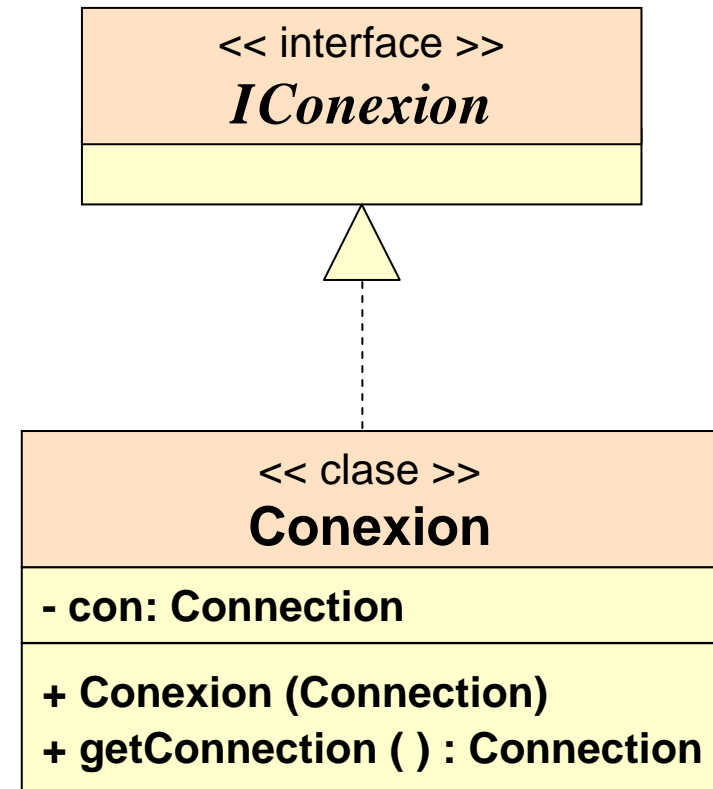 << interface >>
IConexion
<< clase >>
Conexion
- con: Connection
+ Conexion (Connection)
+ getConnection ( ) : Connection